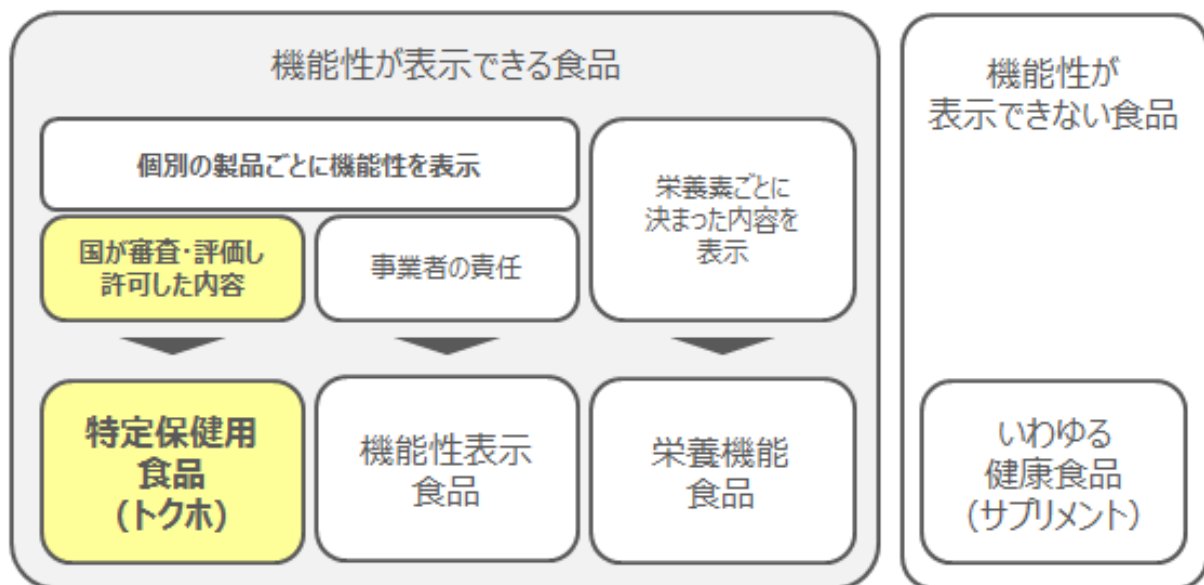 機能性が表示できる食品
個別の製品ごとに機能性を表示
国が審査・評価し
許可した内容
事業者の責任
栄養素ごとに
決まった内容を
表示
特定保健用
食品
(トクホ)
機能性表示
食品
栄養機能
食品
機能性が
表示できない食品
いわゆる
健康食品
(サプリメント)